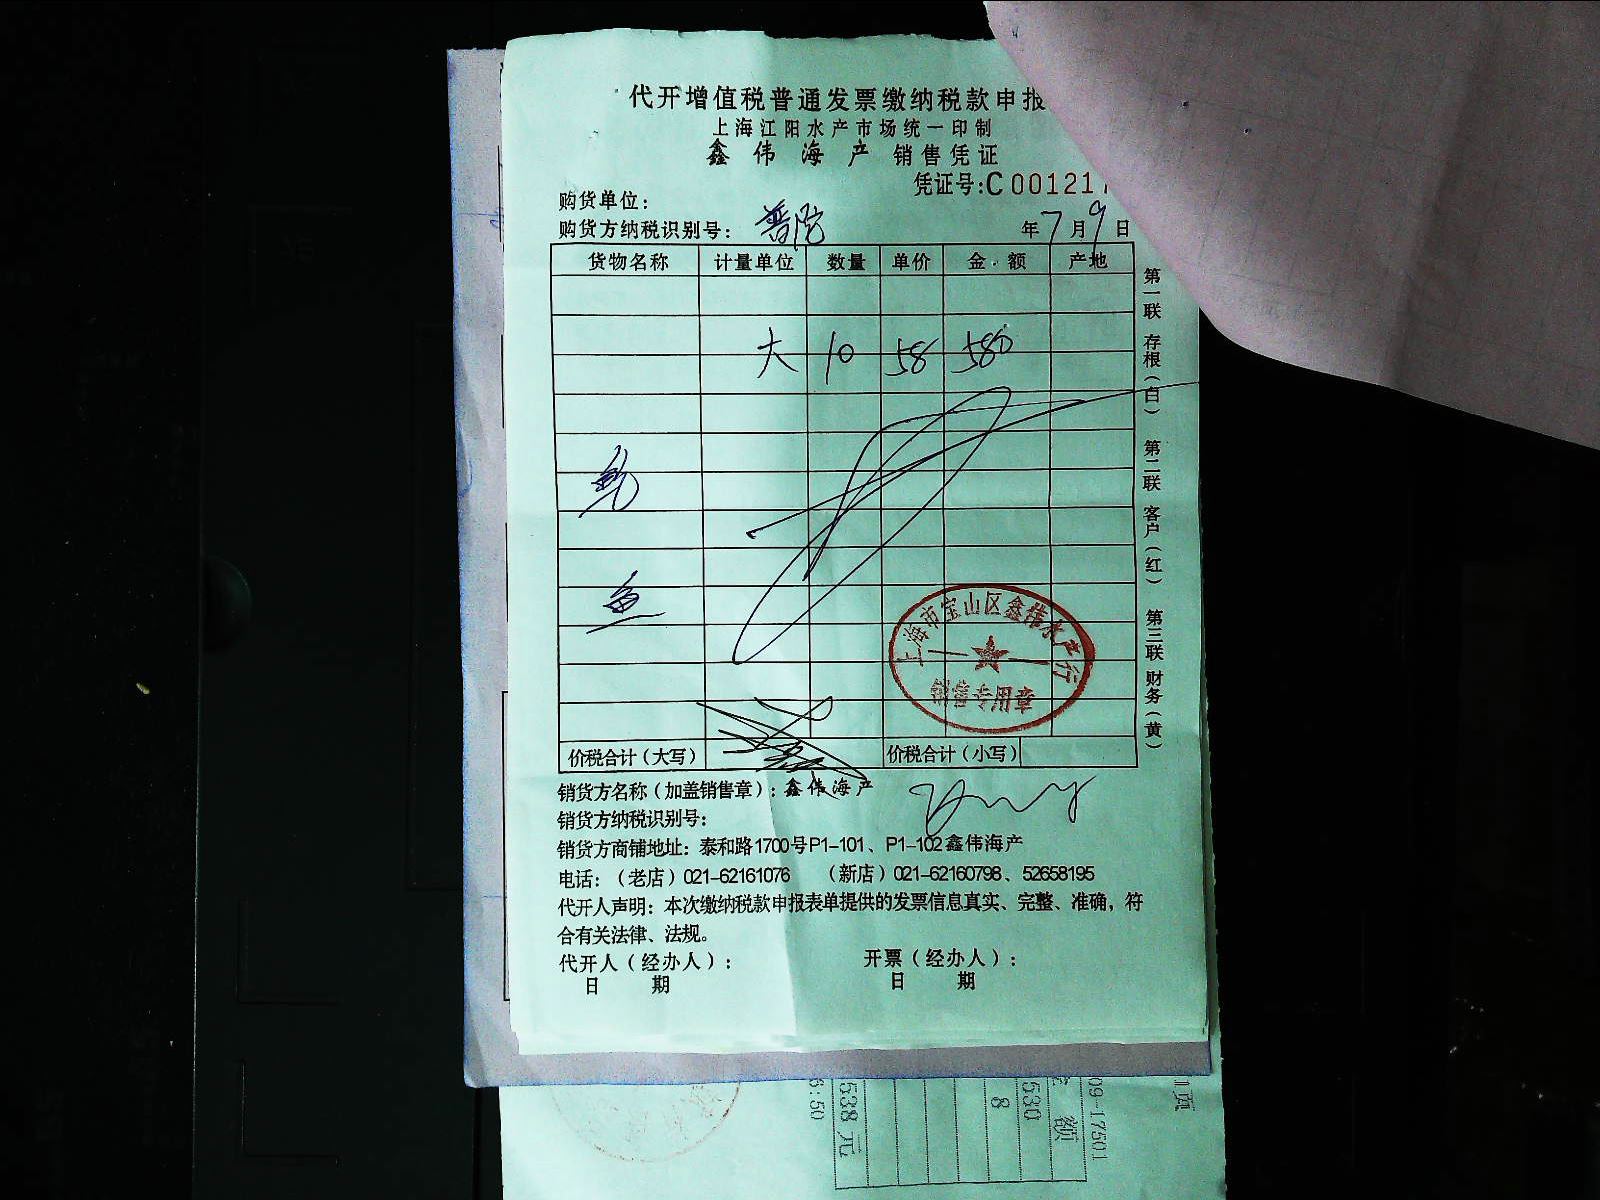 代开增值税普通发票缴纳税款申报
上海江阳水产市场统一印制
鑫伟海产 销售凭证
凭证号:C 001217
购货单位:
购货方纳税识别号: 普陀 年7月9日
货物名称 计量单位 数量 单价 金额 产地
大 10 58 580
上海市宝山区鑫伟水产行
销售专用章
价税合计(大写) 价税合计(小写)
第一联 存根(白) 第二联 客户(红) 第三联 财务(黄)
销货方名称(加盖销售章): 鑫伟海产
销货方纳税识别号:
销货方商铺地址: 泰和路1700号P1-101、P1-102鑫伟海产
电话:(老店)021-62161076 (新店)021-62160798、52658195
代开人声明: 本次缴纳税款申报表单提供的发票信息真实、完整、准确,符
合有关法律、法规。
代开人(经办人): 开票(经办人):
日 期 日 期
09-17501
额
530
8
538 元
:50